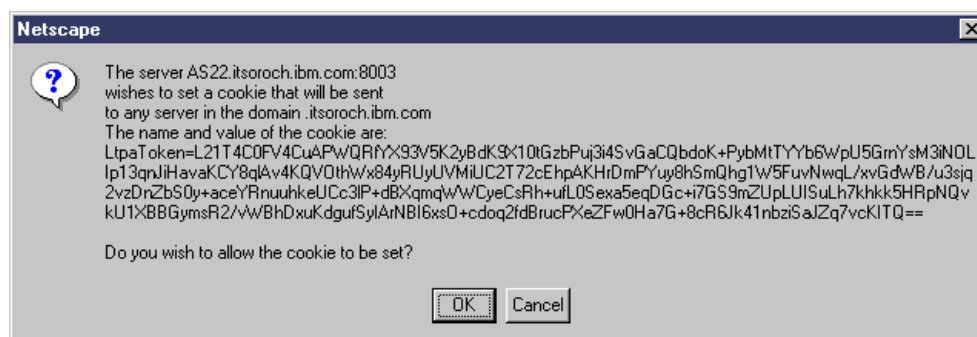 Netscape
The server AS22.itsoroch.ibm.com:8003
wishes to set a cookie that will be sent
to any server in the domain .itsoroch.ibm.com
The name and value of the cookie are:
LtpaToken=L21T4C0FV4CuAPWQRfYX93V5K2yBdK9X10tGzbPuj3i4SvGaCQbdoK+PybMtTYYb6WpU5GrnYsM3iNOL
Ip13qnJiHavaKCY8qlAv4KQVOthWx84yRUyUVMiUC2T72cEhpAKHrDmPYuy8hSmQhg1W5FuvNwqL/xvGdWB/u3sjq
2vzDnZbS0y+aceYRnuuhkeUCc3lP+dBXqmqWWCyeCsRh+ufL0Sexa5eqDGc+i7GS9mZUpLUISuLh7khkk5HRpNQv
kU1XBBGymsR2/vWBhDxuKdgufSylArNBI6xsO+cdoq2fdBrucPXeZFw0Ha7G+8cR6Jk41nbziSaJZq7vcKITQ==
Do you wish to allow the cookie to be set?
OK
Cancel